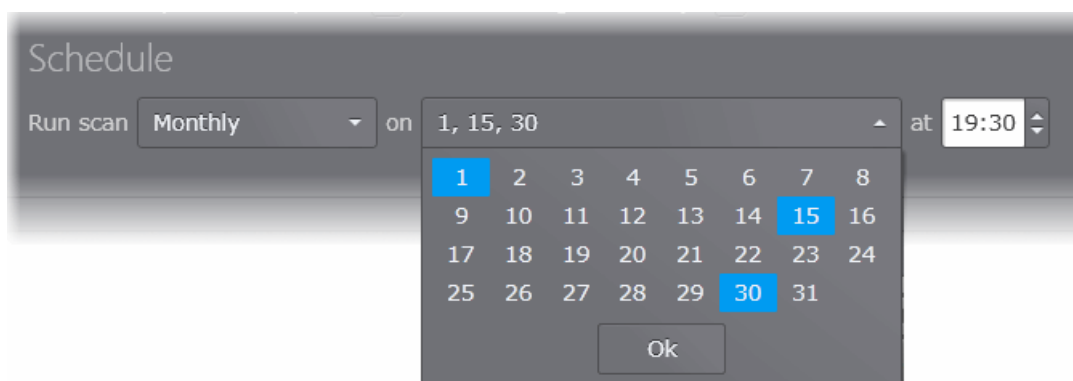 Schedule
Run scan Monthly on 1, 15, 30 at 19:30
1 2 3 4 5 6 7 8
9 10 11 12 13 14 15 16
17 18 19 20 21 22 23 24
25 26 27 28 29 30 31
Ok